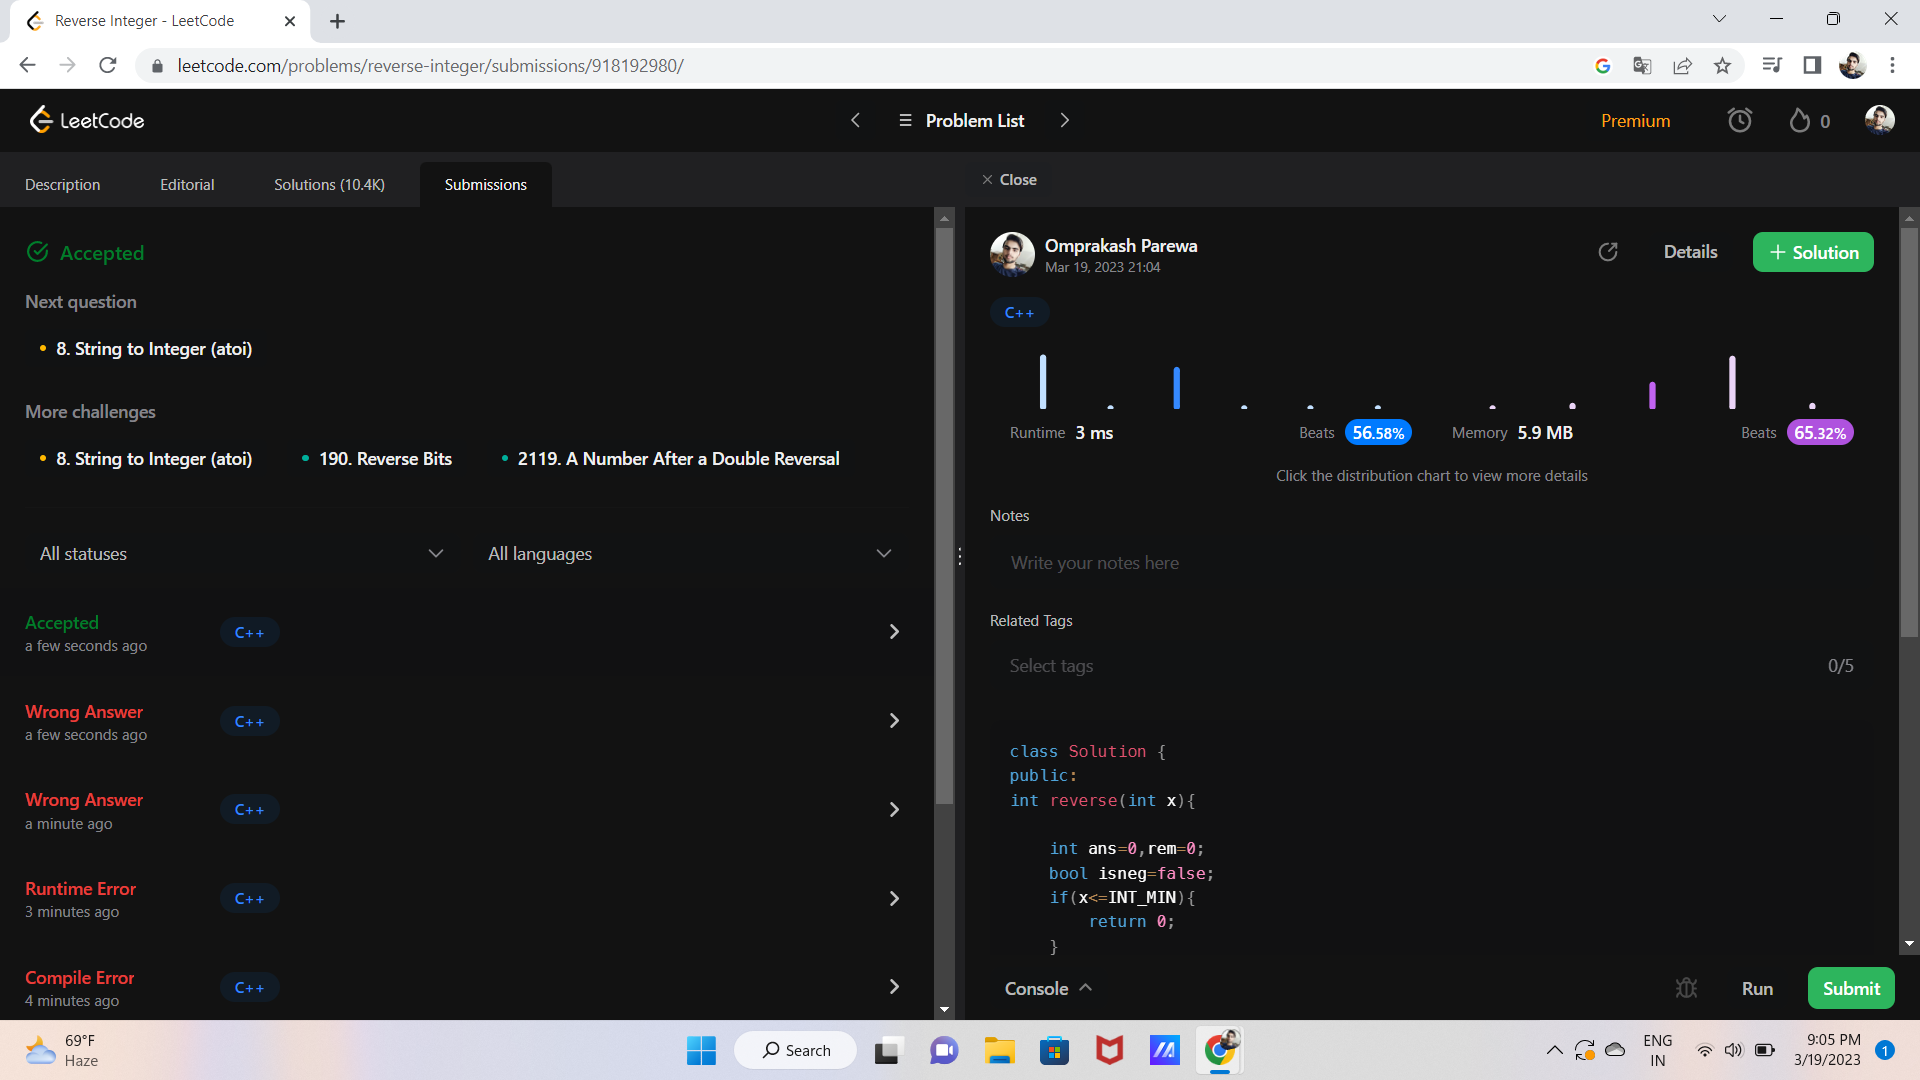 Reverse Integer - LeetCode
leetcode.com/problems/reverse-integer/submissions/918192980/
LeetCode
Problem List
Premium
0
Description Editorial Solutions (10.4K) Submissions
Accepted
Next question
8. String to Integer (atoi)
More challenges
8. String to Integer (atoi) 190. Reverse Bits 2119. A Number After a Double Reversal
All statuses All languages
Accepted C++
a few seconds ago
Wrong Answer C++
a few seconds ago
Wrong Answer C++
a minute ago
Runtime Error C++
3 minutes ago
Compile Error C++
4 minutes ago
Close
Omprakash Parewa
Mar 19, 2023 21:04
Details
+ Solution
C++
Runtime 3 ms Beats 56.58% Memory 5.9 MB Beats 65.32%
Click the distribution chart to view more details
Notes
Write your notes here
Related Tags
Select tags 0/5
class Solution {
public:
int reverse(int x){
int ans=0,rem=0;
bool isneg=false;
if(x<=INT_MIN){
return 0;
}
Console Run Submit
69°F
Haze
Search
ENG
IN
9:05 PM
3/19/2023
1